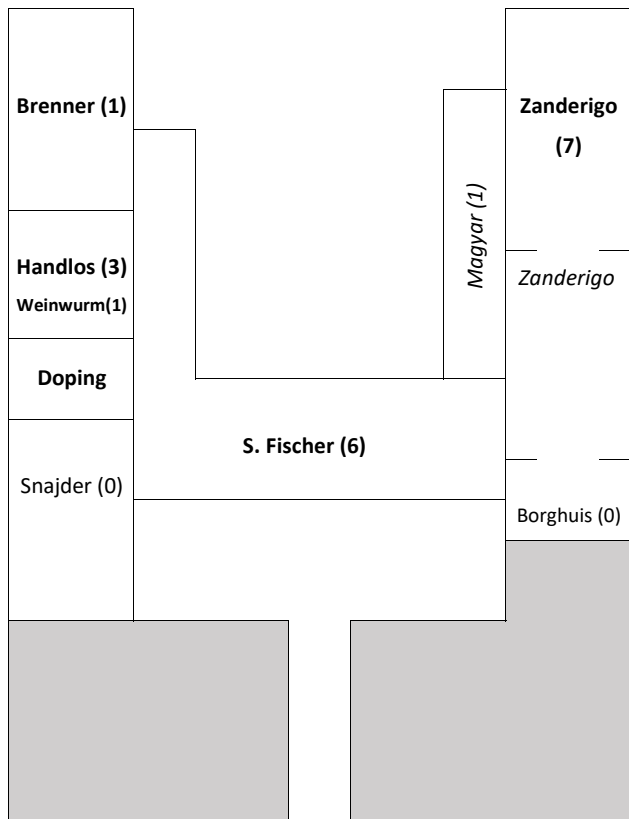 Brenner (1)
Handlos (3)
Weinwurm(1)
Doping
Snajder (0)
S. Fischer (6)
Magyar (1)
Zanderigo
(7)
Zanderigo
Borghuis (0)